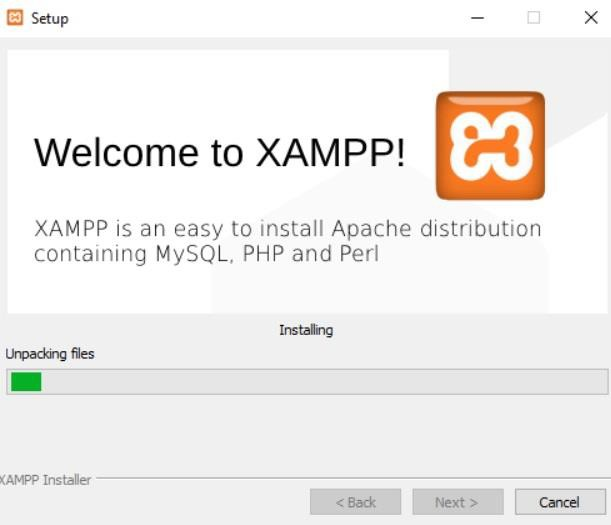 Setup
Welcome to XAMPP!
XAMPP is an easy to install Apache distribution
containing MySQL, PHP and Perl
Installing
Unpacking files
XAMPP Installer
< Back
Next >
Cancel